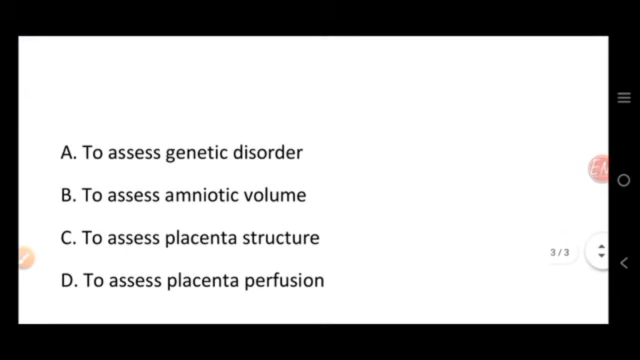 A. To assess genetic disorder
B. To assess amniotic volume
C. To assess placenta structure
D. To assess placenta perfusion
3/3